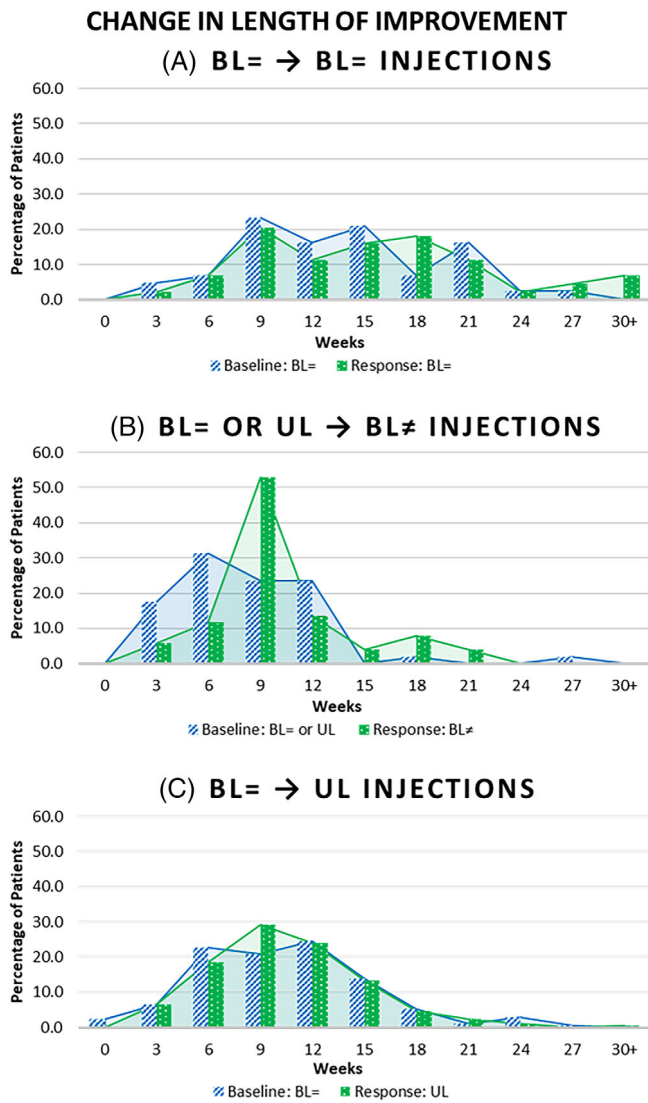 CHANGE IN LENGTH OF IMPROVEMENT
(A) BL= → BL= INJECTIONS
Percentage of Patients
60.0
50.0
40.0
30.0
20.0
10.0
0.0
0 3 6 9 12 15 18 21 24 27 30+
Weeks
Baseline: BL= Response: BL=
(B) BL= OR UL → BL≠ INJECTIONS
Percentage of Patients
60.0
50.0
40.0
30.0
20.0
10.0
0.0
0 3 6 9 12 15 18 21 24 27 30+
Weeks
Baseline: BL= or UL Response: BL≠
(C) BL= → UL INJECTIONS
Percentage of Patients
60.0
50.0
40.0
30.0
20.0
10.0
0.0
0 3 6 9 12 15 18 21 24 27 30+
Weeks
Baseline: BL= Response: UL